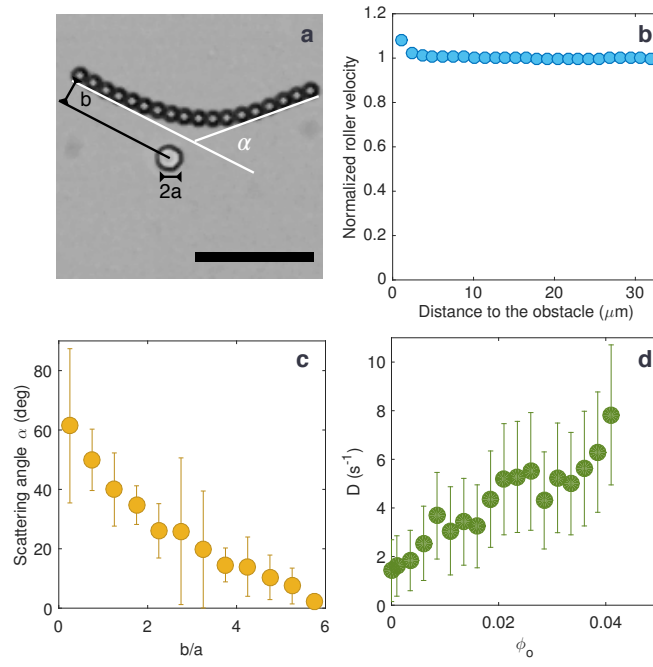 a
b
α
2a
b
Normalized roller velocity
1.2
1
0.8
0.6
0.4
0.2
0
0
10
20
30
Distance to the obstacle (μm)
c
Scattering angle α (deg)
80
60
40
20
0
0
2
4
6
b/a
d
D (s⁻¹)
10
8
6
4
2
0
0
0.02
0.04
ϕₒ